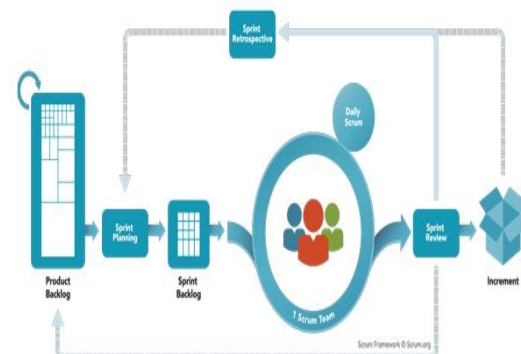 Sprint
Retrospective
Daily
Scrum
Sprint
Planning
Sprint
Review
Product
Backlog
Sprint
Backlog
1 Scrum Team
Increment
Scrum Framework © Scrum.org